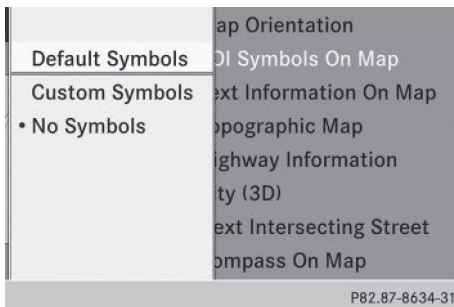 ap Orientation
Default Symbols
OI Symbols On Map
Custom Symbols
ext Information On Map
• No Symbols
opographic Map
ighway Information
ty (3D)
ext Intersecting Street
ompass On Map
P82.87-8634-31